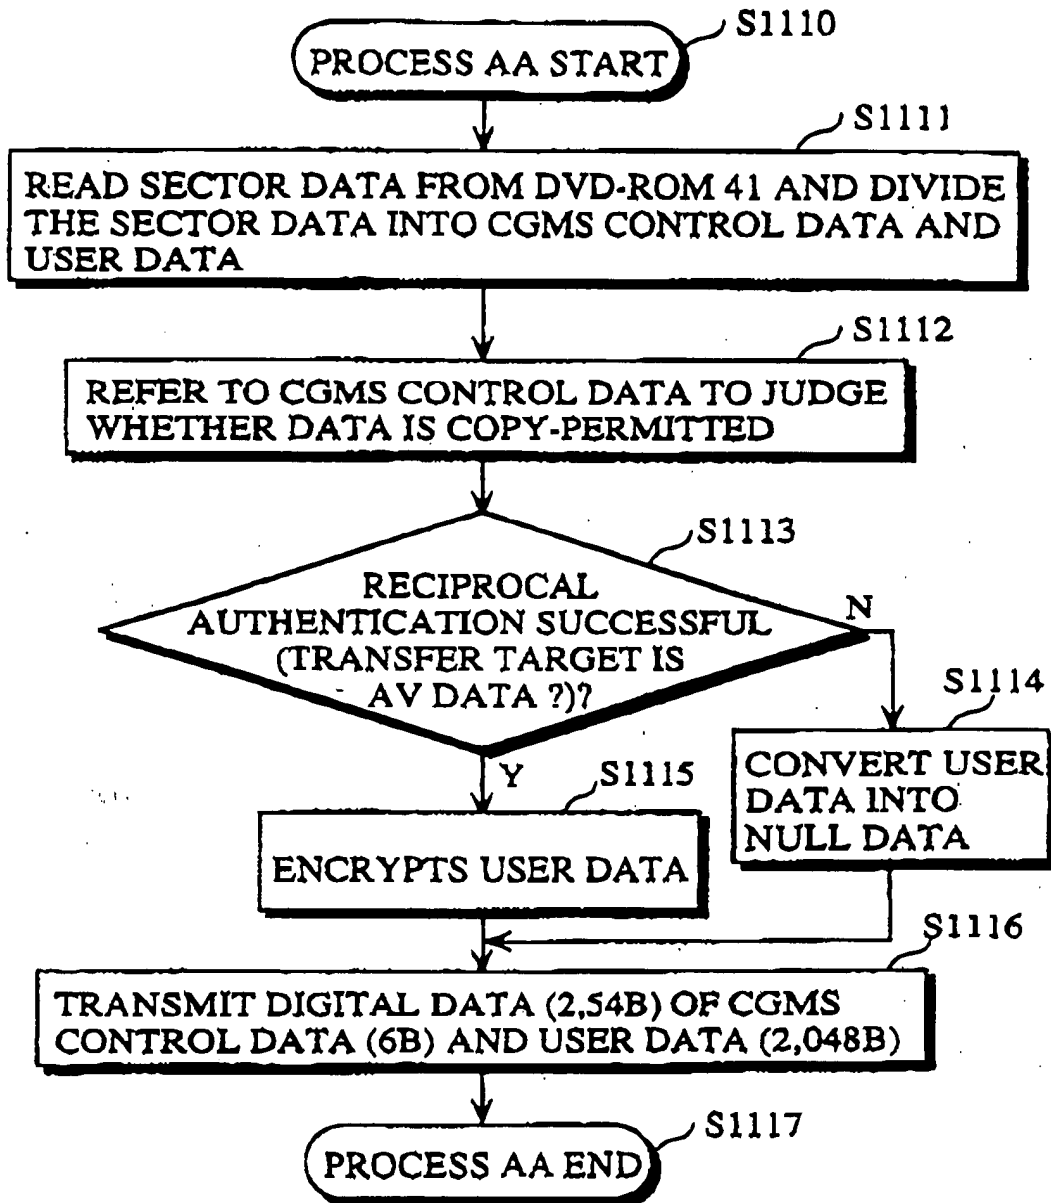 S1110
PROCESS AA START
S1111
READ SECTOR DATA FROM DVD-ROM 41 AND DIVIDE
THE SECTOR DATA INTO CGMS CONTROL DATA AND
USER DATA
S1112
REFER TO CGMS CONTROL DATA TO JUDGE
WHETHER DATA IS COPY-PERMITTED
S1113
RECIPROCAL
AUTHENTICATION SUCCESSFUL
(TRANSFER TARGET IS
AV DATA ?)?
N
S1114
CONVERT USER
DATA INTO
NULL DATA
Y
S1115
ENCRYPTS USER DATA
S1116
TRANSMIT DIGITAL DATA (2,54B) OF CGMS
CONTROL DATA (6B) AND USER DATA (2,048B)
S1117
PROCESS AA END